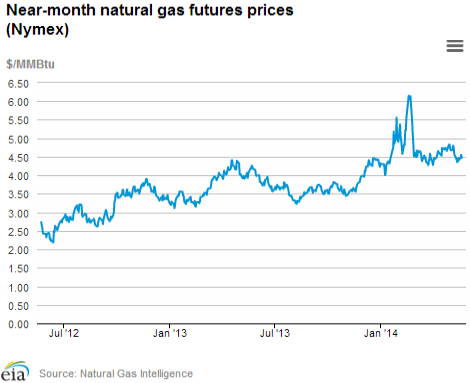 Near-month natural gas futures prices
(Nymex)
$/MMBtu
6.50
6.00
5.50
5.00
4.50
4.00
3.50
3.00
2.50
2.00
1.50
1.00
0.50
0.00
Jul '12
Jan '13
Jul '13
Jan '14
eia
Source: Natural Gas Intelligence